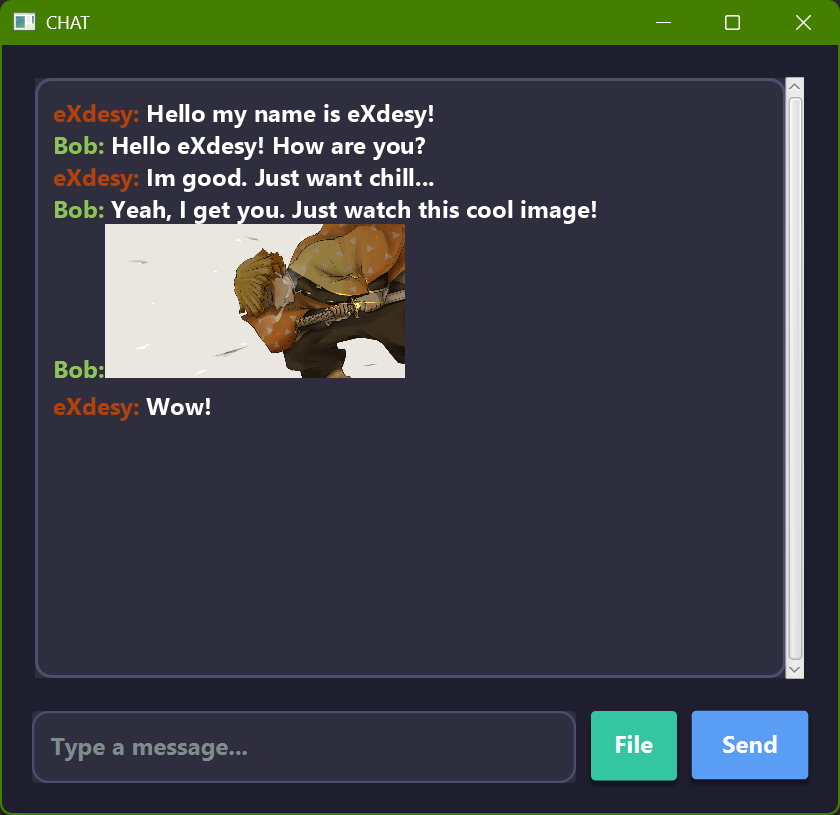 CHAT
eXdesy: Hello my name is eXdesy!
Bob: Hello eXdesy! How are you?
eXdesy: Im good. Just want chill...
Bob: Yeah, I get you. Just watch this cool image!
Bob:
eXdesy: Wow!
Type a message...
File
Send